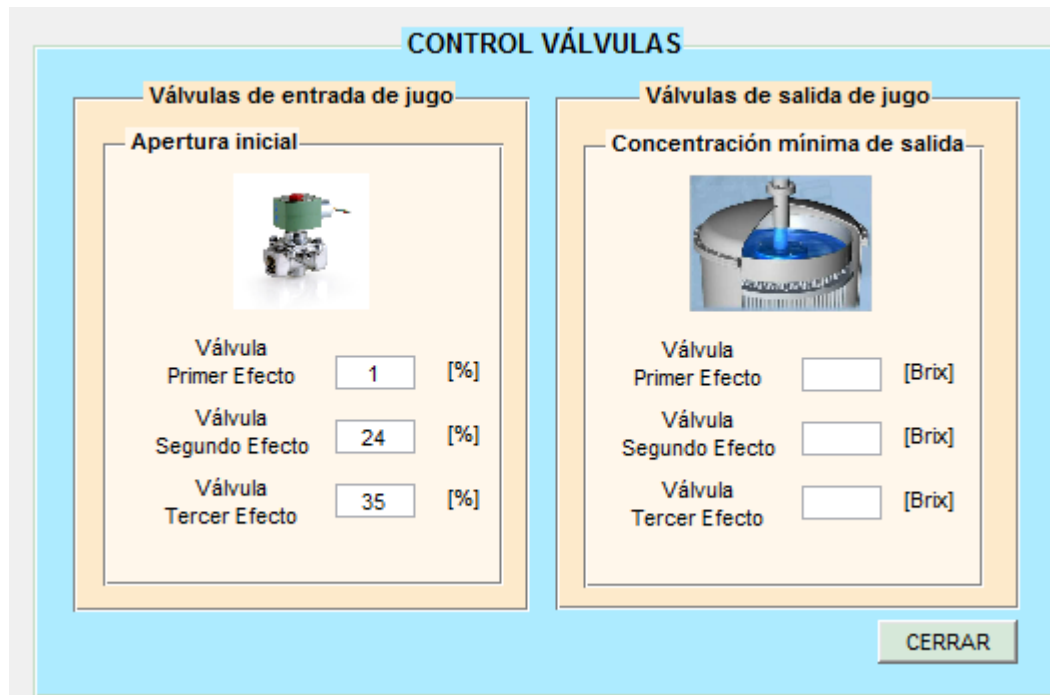 CONTROL VÁLVULAS
Válvulas de entrada de jugo
Apertura inicial
Válvula
Primer Efecto 1 [%]
Válvula
Segundo Efecto 24 [%]
Válvula
Tercer Efecto 35 [%]
Válvulas de salida de jugo
Concentración mínima de salida
Válvula
Primer Efecto [Brix]
Válvula
Segundo Efecto [Brix]
Válvula
Tercer Efecto [Brix]
CERRAR